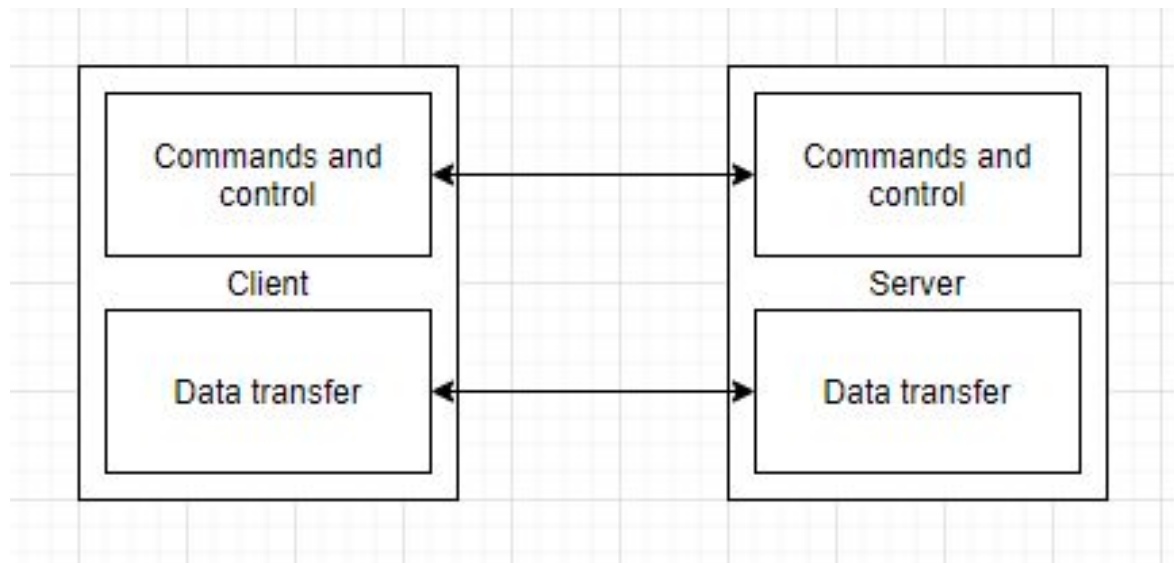 Commands and
control
Client
Data transfer
Commands and
control
Server
Data transfer